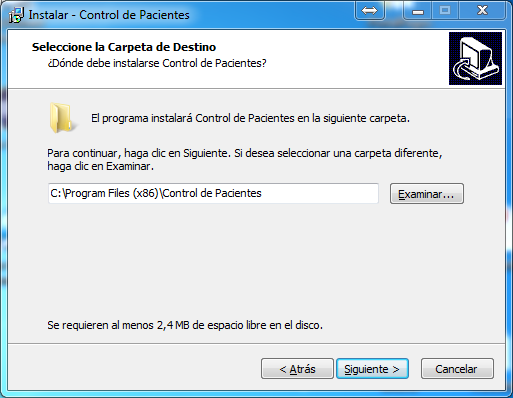 Instalar - Control de Pacientes
Seleccione la Carpeta de Destino
¿Dónde debe instalarse Control de Pacientes?
El programa instalará Control de Pacientes en la siguiente carpeta.
Para continuar, haga clic en Siguiente. Si desea seleccionar una carpeta diferente,
haga clic en Examinar.
C:\Program Files (x86)\Control de Pacientes
Examinar...
Se requieren al menos 2,4 MB de espacio libre en el disco.
< Atrás
Siguiente >
Cancelar